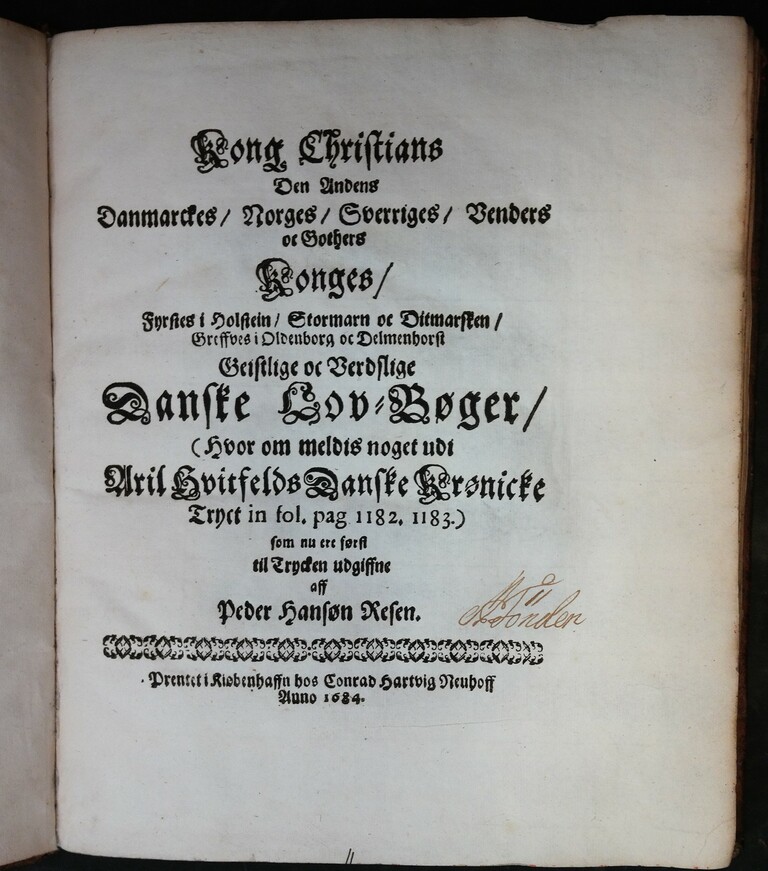 Kong Christians
Den Andens
Danmarckes/ Norges/ Sverriges/ Venders
oc Gothers
Konges/
Fyrstes i Holstein/ Stormarn oc Ditmarsken/
Greffves i Oldenborg oc Delmenhorst
Geistlige oc Verdslige
Danske Lov-Bøger/
(Hvor om meldis noget udi
Aril Hvitfelds Danske Krønicke
Tryct in fol. pag 1182. 1183.)
som nu ere først
til Trycken udgiffne
aff
Peder Hansøn Resen.
Prentet i Kiøbenhaffn hos Conrad Hartvig Neuhoff
Anno 1684.